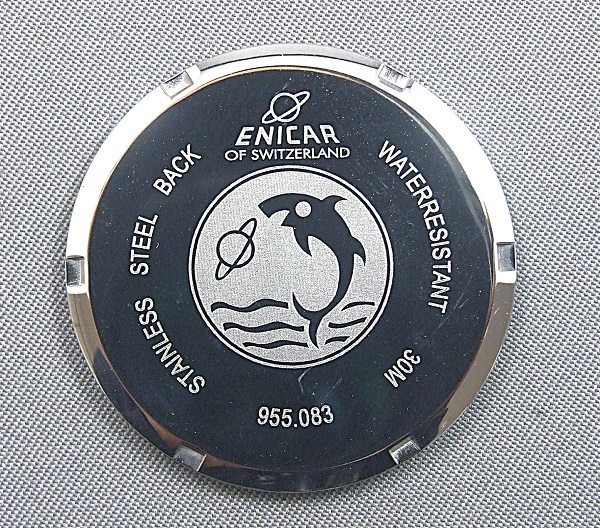 ENICAR
OF SWITZERLAND
STAINLESS STEEL BACK
WATERRESISTANT 30M
955.083